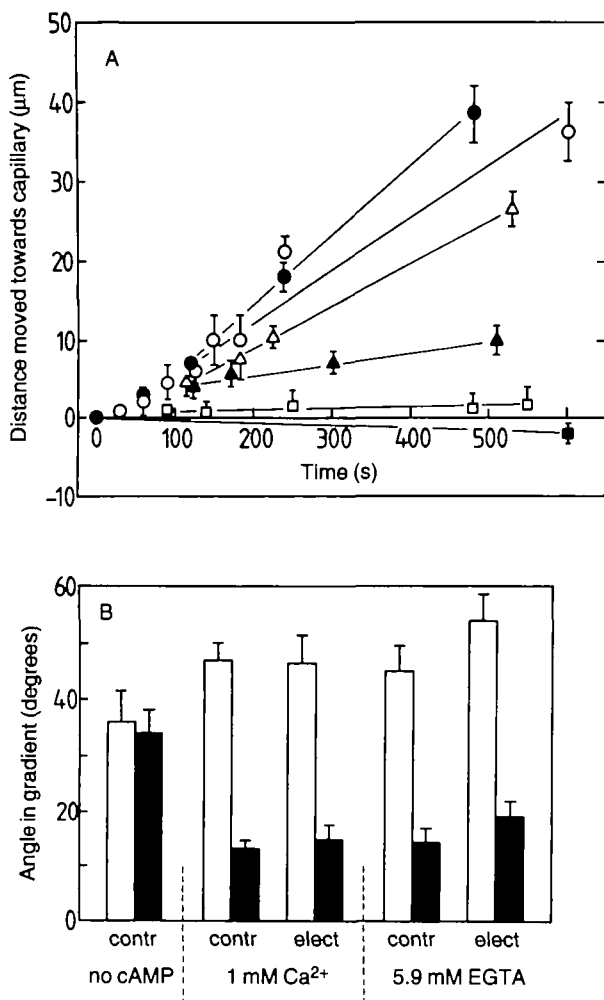 A
Distance moved towards capillary (μm)
50
40
30
20
10
0
-10
0
100
200
300
400
500
Time (s)
B
Angle in gradient (degrees)
60
40
20
0
contr
contr
elect
contr
elect
no cAMP
1 mM Ca²⁺
5.9 mM EGTA